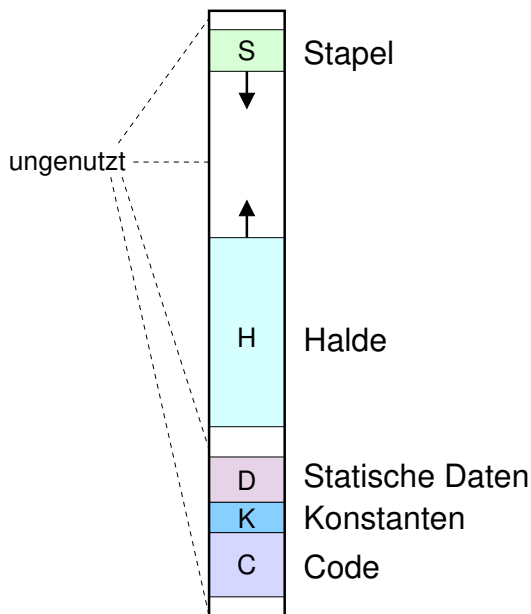 S Stapel
ungenutzt
H Halde
D Statische Daten
K Konstanten
C Code